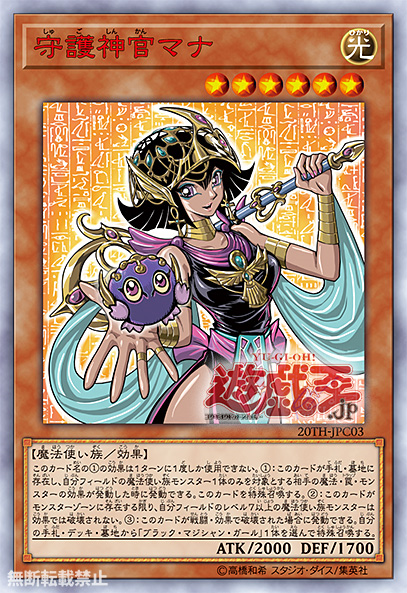 守護神官マナ
光
YU-GI-OH!
遊戯王.jp
20TH-JPC03
【魔法使い族／効果】
このカード名の①の効果は1ターンに1度しか使用できない。①：このカードが手札・墓地に
存在し、自分フィールドの魔法使い族モンスター1体のみを対象とする相手の魔法・罠・モン
スターの効果が発動した時に発動できる。このカードを特殊召喚する。②：このカードが
モンスターゾーンに存在する限り、自分フィールドのレベル7以上の魔法使い族モンスターは
効果では破壊されない。③：このカードが戦闘・効果で破壊された場合に発動できる。自分
の手札・デッキ・墓地から「ブラック・マジシャン・ガール」1体を選んで特殊召喚する。
ATK/2000 DEF/1700
無断転載禁止
©高橋和希 スタジオ・ダイス/集英社